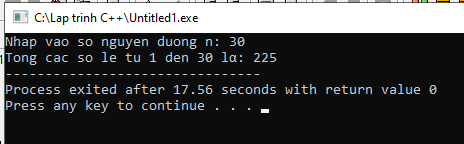 C:\Lap trinh C++\Untitled1.exe
Nhap vao so nguyen duong n: 30
Tong cac so le tu 1 den 30 lα: 225
--------------------------------
Process exited after 17.56 seconds with return value 0
Press any key to continue . . .